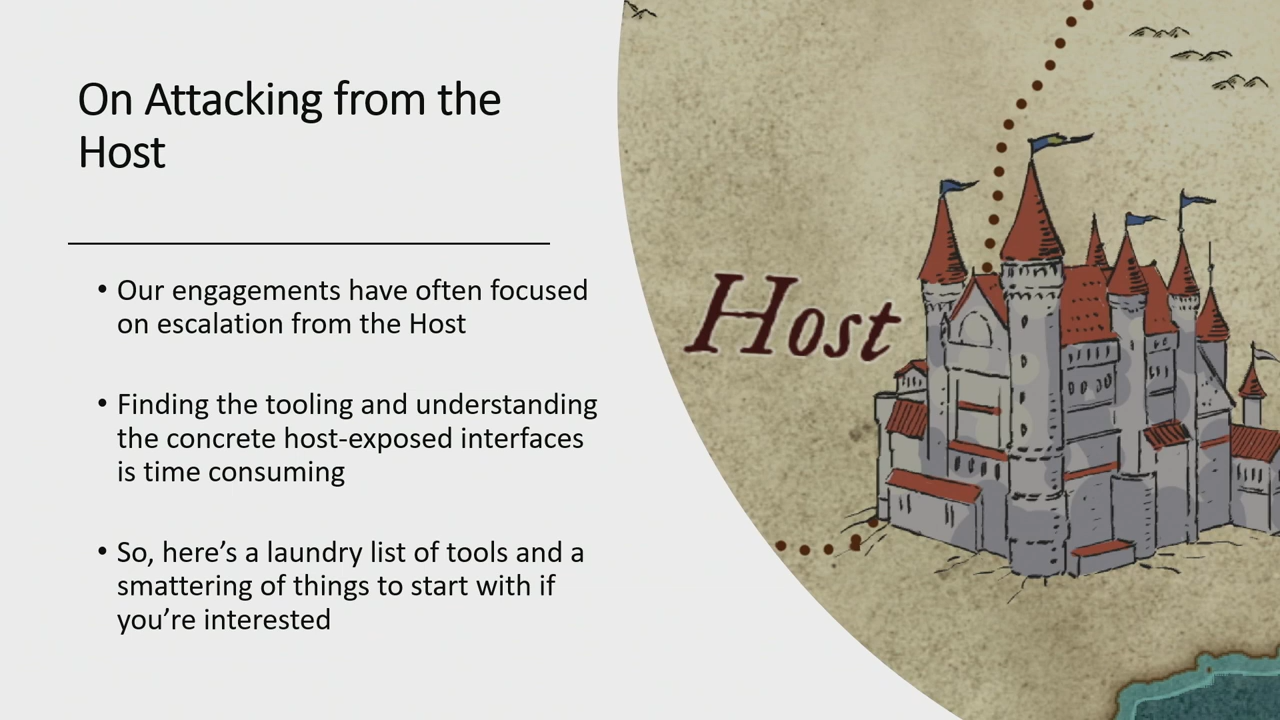 On Attacking from the
Host
• Our engagements have often focused
on escalation from the Host
• Finding the tooling and understanding
the concrete host-exposed interfaces
is time consuming
• So, here’s a laundry list of tools and a
smattering of things to start with if
you’re interested
Host